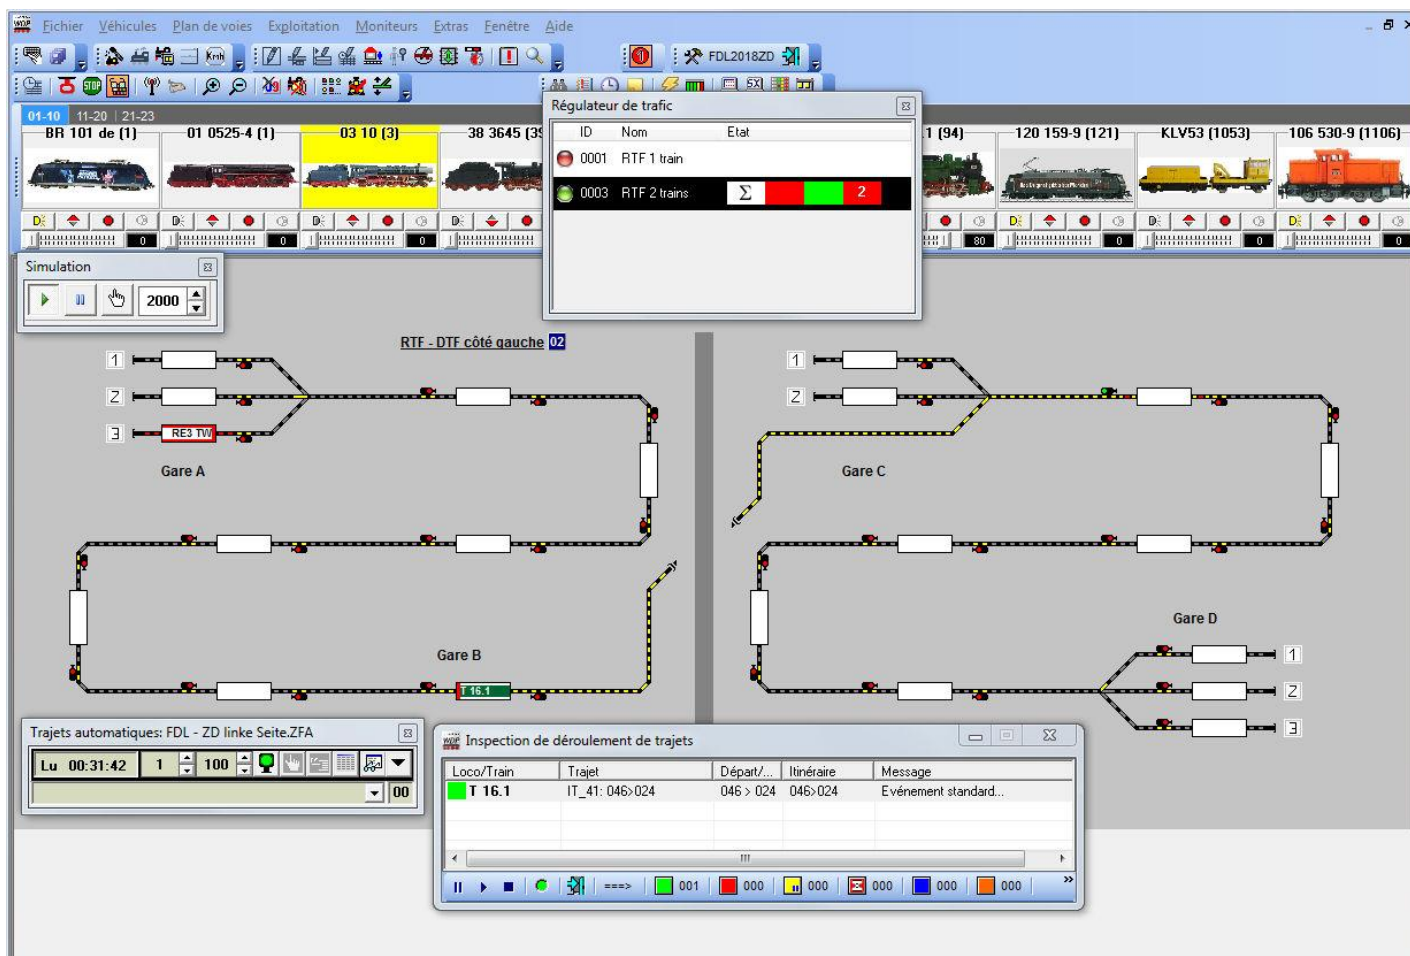 Fichier Véhicules Plan de voies Exploitation Moniteurs Extras Fenêtre Aide
FDL2018ZD
STOP
01-10 11-20 21-23
BR 101 de (1) 01 0525-4 (1) 03 10 (3) 38 3645 (39 .1 (94) 120 159-9 (121) KLV53 (1053) 106 530-9 (1106)
0 0 0 80 0 0 0
Régulateur de trafic
ID Nom Etat
0001 RTF 1 train
0003 RTF 2 trains Σ 2
Simulation
2000
RTF - DTF côté gauche 02
1 1
2 2
3 RE3 TW
Gare A Gare C
Gare D
Gare B
1
T 16.1 2
3
Trajets automatiques: FDL - ZD linke Seite.ZFA
Lu 00:31:42 1 100
00
Inspection de déroulement de trajets
Loco/Train Trajet Départ/... Itinéraire Message
T 16.1 IT_41: 046>024 046 > 024 046>024 Evénement standard...
===> 001 000 000 000 000 000 »